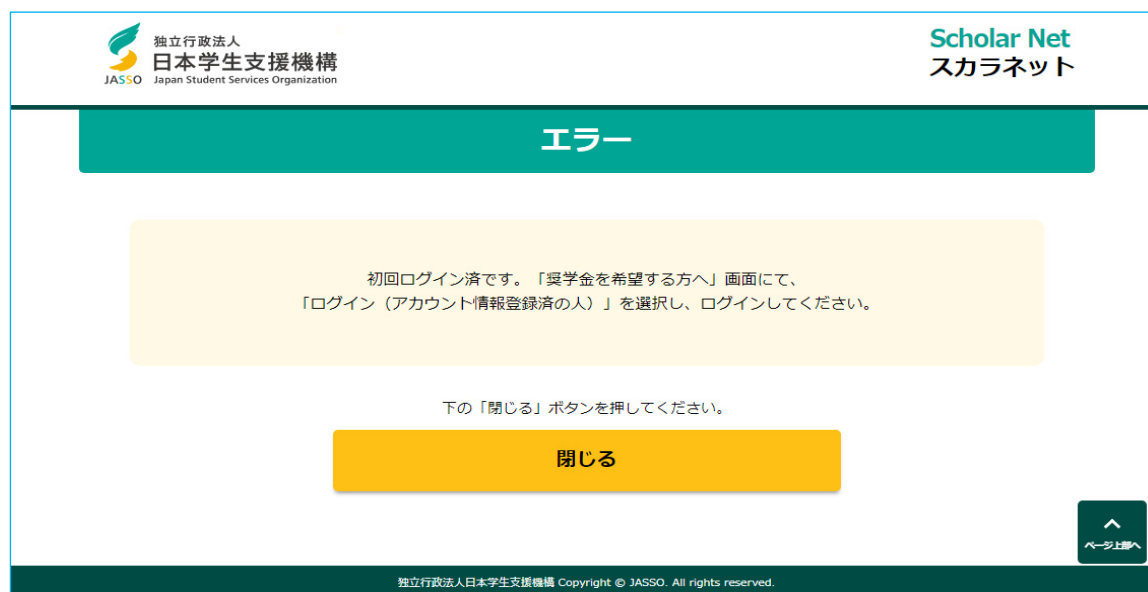 独立行政法人
日本学生支援機構
JASSO Japan Student Services Organization
Scholar Net
スカラネット
エラー
初回ログイン済です。「奨学金を希望する方へ」画面にて、
「ログイン（アカウント情報登録済の人）」を選択し、ログインしてください。
下の「閉じる」ボタンを押してください。
閉じる
ページ上部へ
独立行政法人日本学生支援機構 Copyright © JASSO. All rights reserved.